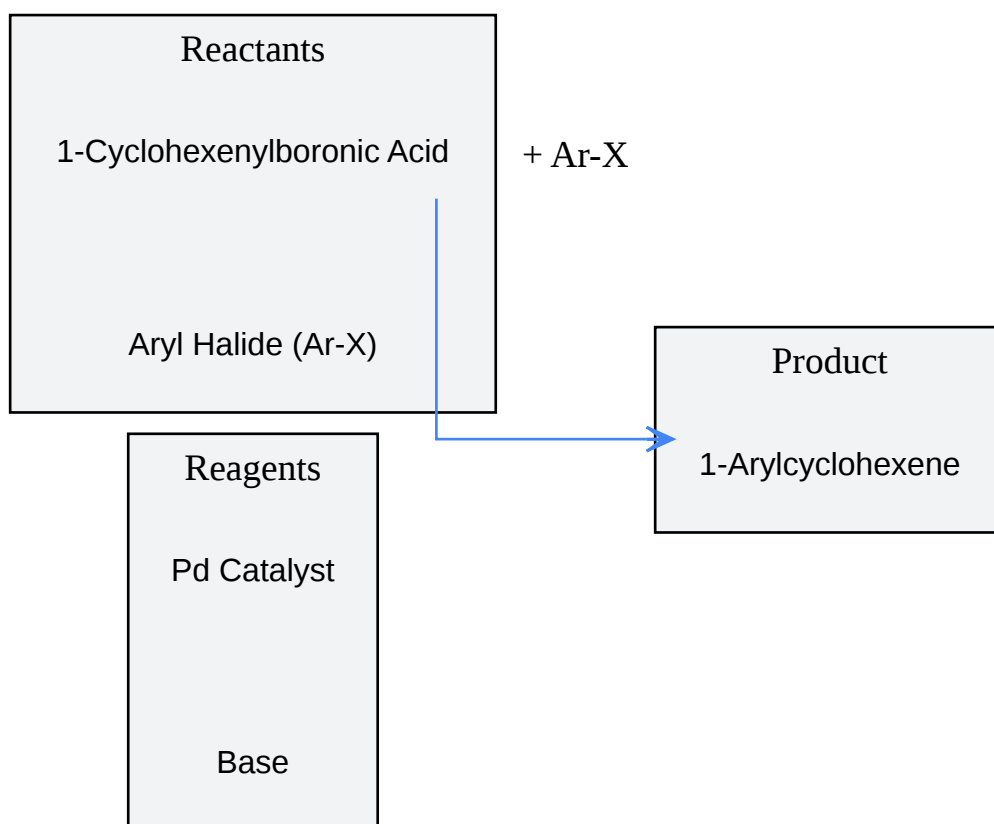 Reactants
1-Cyclohexenylboronic Acid
+ Ar-X
Aryl Halide (Ar-X)
Product
1-Arylcyclohexene
Reagents
Pd Catalyst
Base